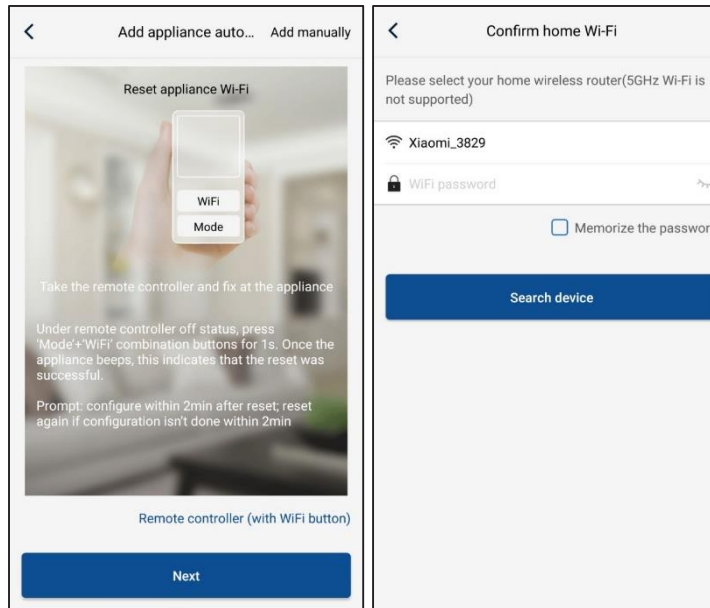 Add appliance auto... Add manually
Reset appliance Wi-Fi
WiFi
Mode
Take the remote controller and fix at the appliance
Under remote controller off status, press
'Mode'+'WiFi' combination buttons for 1s. Once the
appliance beeps, this indicates that the reset was
successful.
Prompt: configure within 2min after reset; reset
again if configuration isn't done within 2min
Remote controller (with WiFi button)
Next
Confirm home Wi-Fi
Please select your home wireless router(5GHz Wi-Fi is
not supported)
Xiaomi_3829
WiFi password
Memorize the passwor
Search device